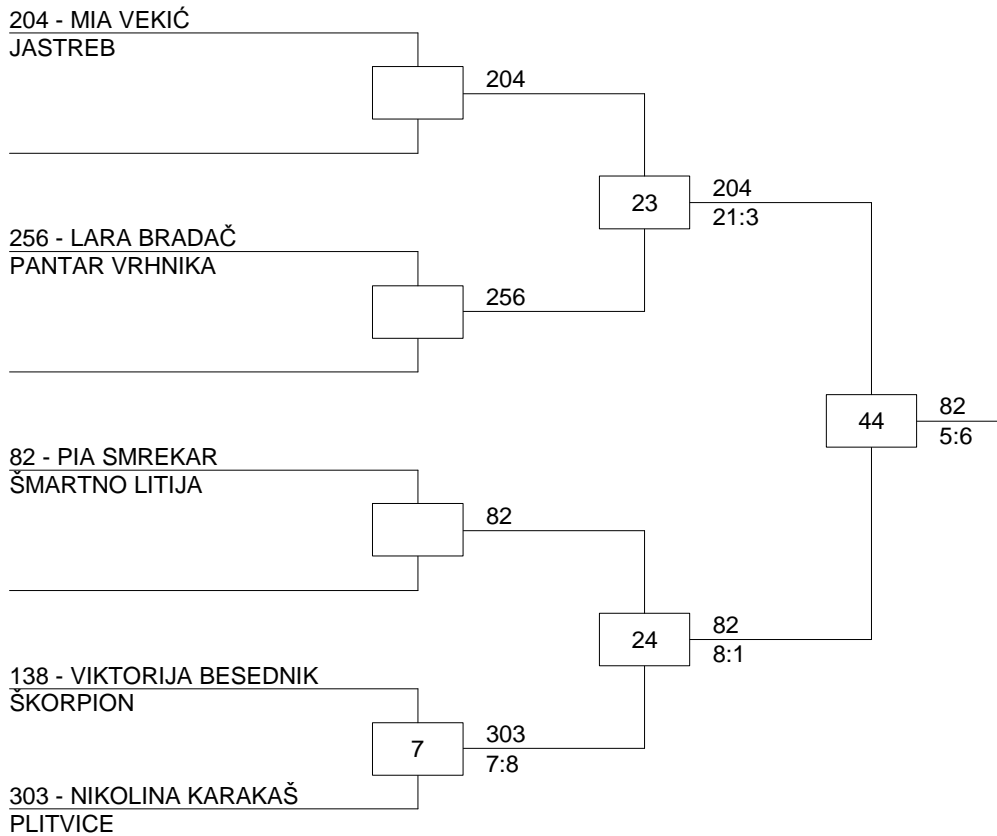 204 - MIA VEKIĆ
JASTREB
204
23
204
21:3
256 - LARA BRADAČ
PANTAR VRHNIKA
256
44
82
5:6
82 - PIA SMREKAR
ŠMARTNO LITIJA
82
24
82
8:1
138 - VIKTORIJA BESEDNIK
ŠKORPION
7
303
7:8
303 - NIKOLINA KARAKAŠ
PLITVICE